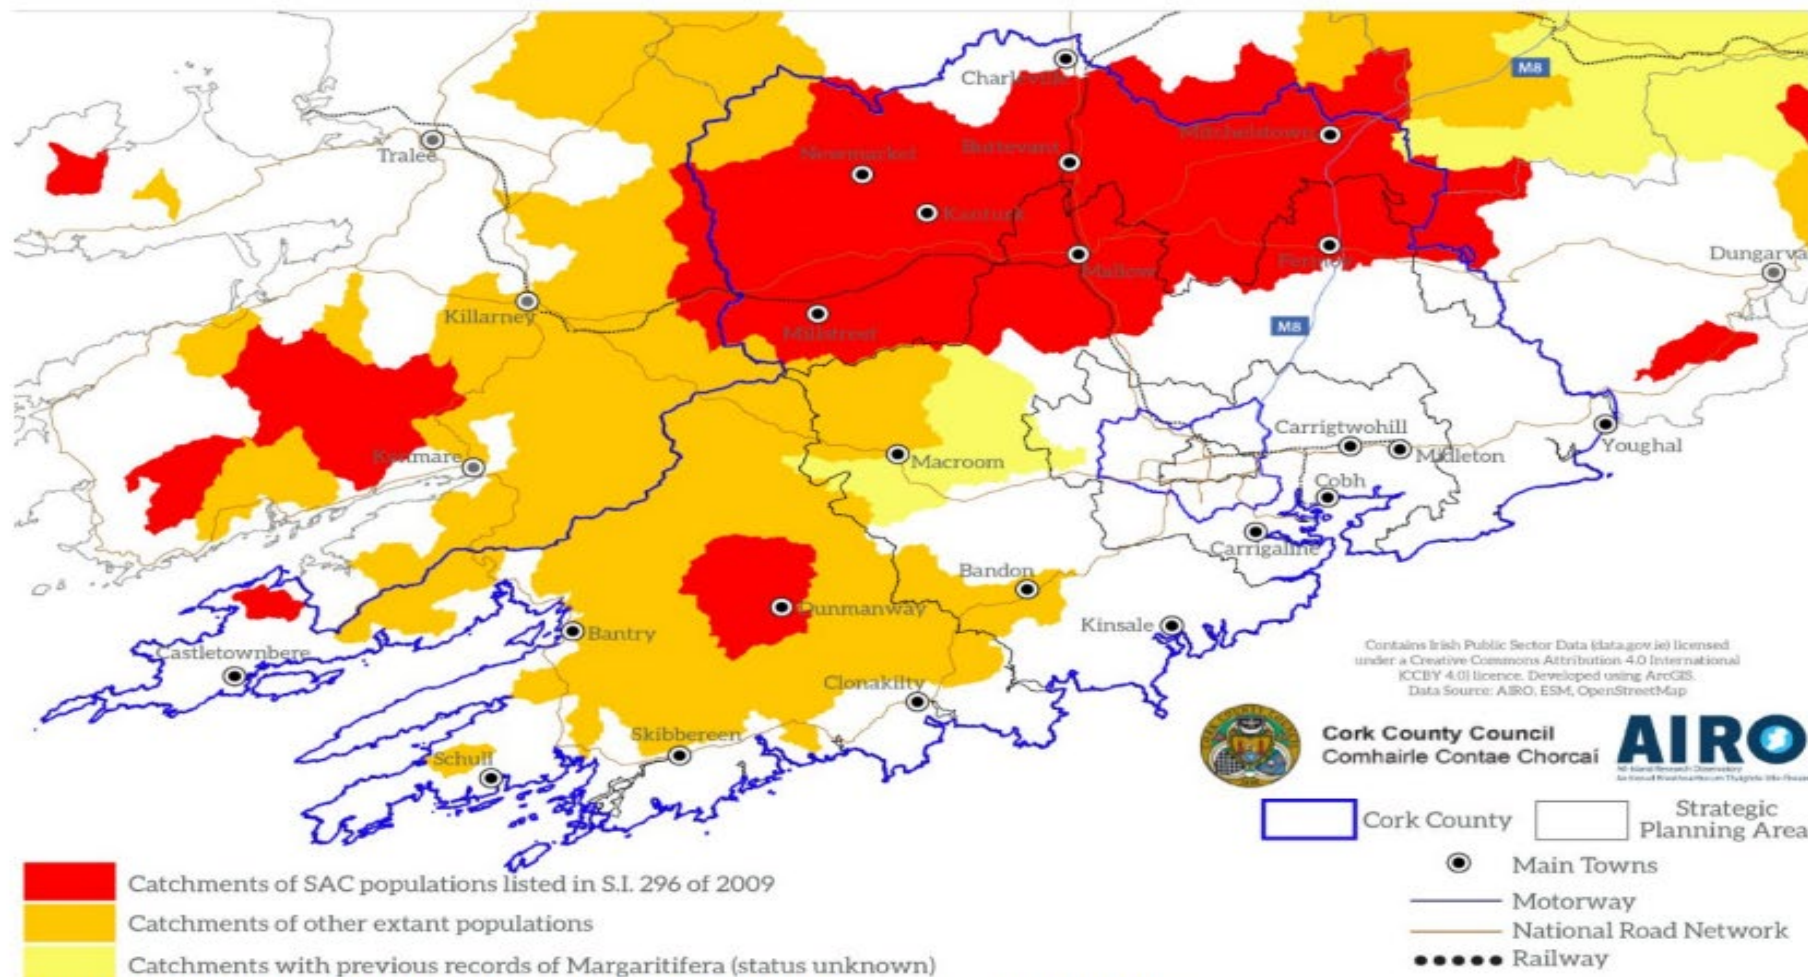 Charleville
M8
Tralee
Newmarket
Buttevant
Mitchelstown
Kanturk
Mallow
Fermoy
Dungarva
Killarney
Millstreet
M8
Kenmare
Macroom
Carrigtwohill
Midleton
Youghal
Cobh
Carrigaline
Bandon
Dunmanway
Bantry
Kinsale
Castletownbere
Clonakilty
Skibbereen
Schull
Contains Irish Public Sector Data (data.gov.ie) licensed
under a Creative Commons Attribution 4.0 International
(CCBY 4.0) licence. Developed using ArcGIS.
Data Source: AIRO, ESM, OpenStreetMap
Cork County Council
Comhairle Contae Chorcaí
AIRO
Cork County
Strategic
Planning Area
Main Towns
Motorway
National Road Network
Railway
Catchments of SAC populations listed in S.I. 296 of 2009
Catchments of other extant populations
Catchments with previous records of Margaritifera (status unknown)